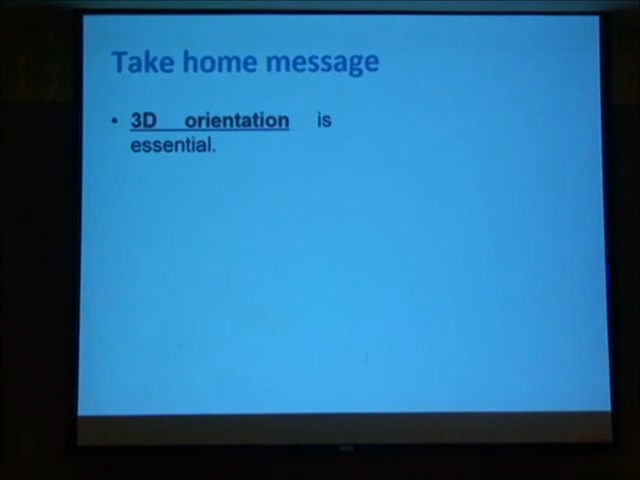 Take home message
• 3D orientation is
essential.